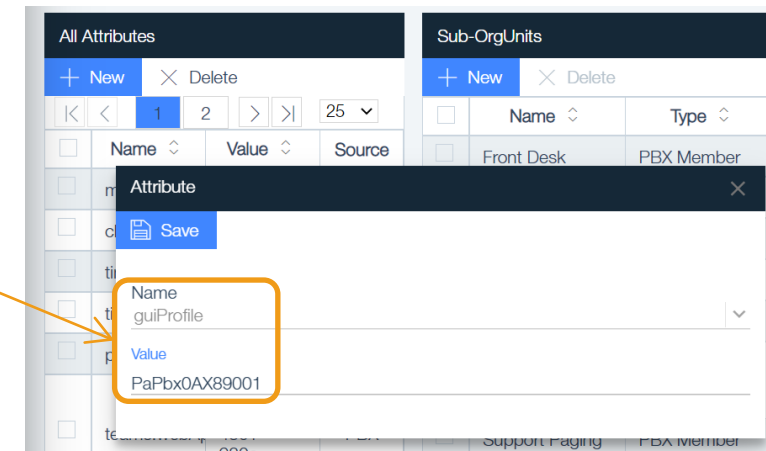 All Attributes
Sub-OrgUnits
New Delete
New Delete
1 2 25
Name Value Source
Name Type
Front Desk PBX Member
Attribute
Save
Name
guiProfile
Value
PaPbx0AX89001
Support Paging PBX Member